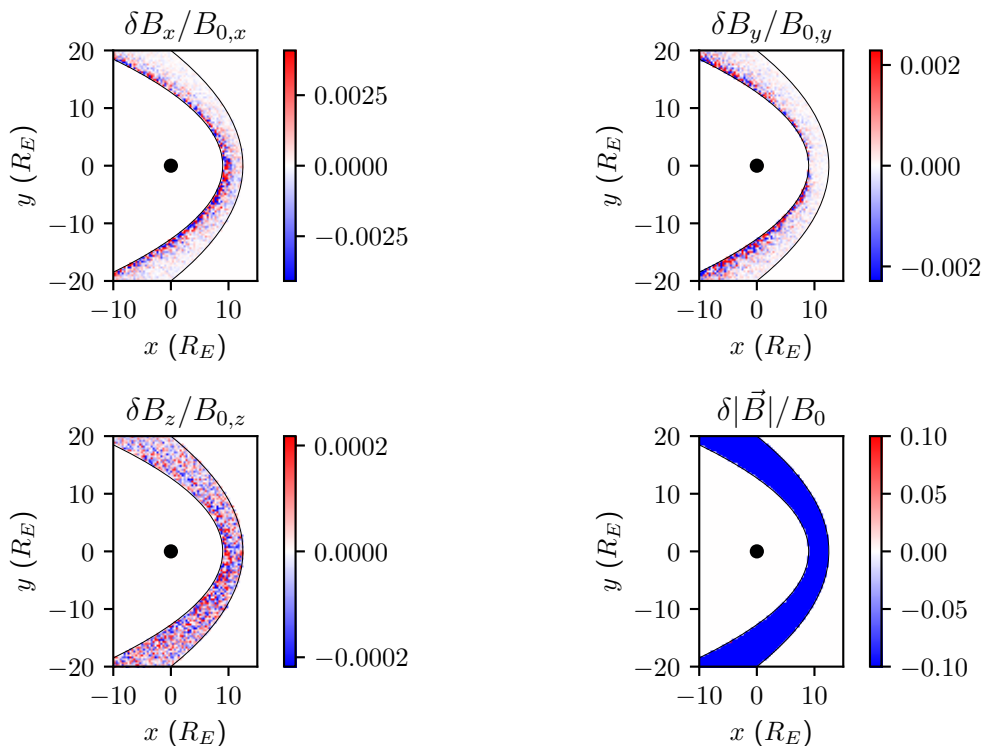 δB_x/B_{0,x}
20
10
0
−10
−20
y (R_E)
−10 0 10
x (R_E)
0.0025
0.0000
−0.0025
δB_y/B_{0,y}
20
10
0
−10
−20
y (R_E)
−10 0 10
x (R_E)
0.002
0.000
−0.002
δB_z/B_{0,z}
20
10
0
−10
−20
y (R_E)
−10 0 10
x (R_E)
0.0002
0.0000
−0.0002
δ|\vec{B}|/B_0
20
10
0
−10
−20
y (R_E)
−10 0 10
x (R_E)
0.10
0.05
0.00
−0.05
−0.10